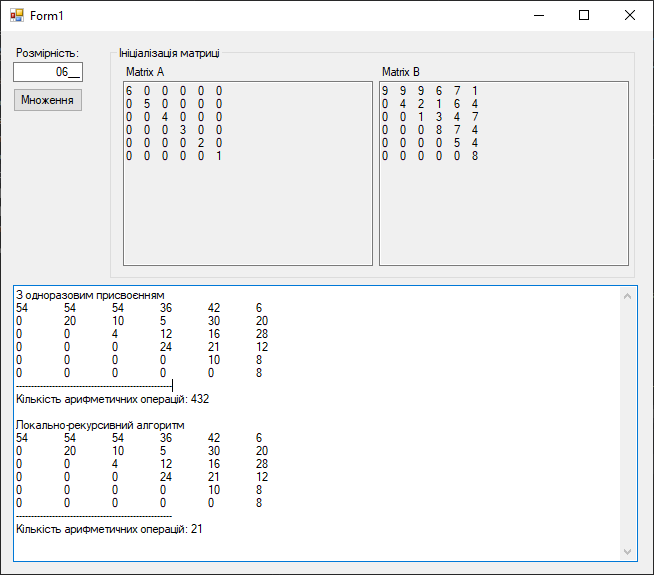 Form1
Розмірність:
06__
Множення
Ініціалізація матриці
Matrix A
6 0 0 0 0 0
0 5 0 0 0 0
0 0 4 0 0 0
0 0 0 3 0 0
0 0 0 0 2 0
0 0 0 0 0 1
Matrix B
9 9 9 6 7 1
0 4 2 1 6 4
0 0 1 3 4 7
0 0 0 8 7 4
0 0 0 0 5 4
0 0 0 0 0 8
З одноразовим присвоєнням
54 54 54 36 42 6
0 20 10 5 30 20
0 0 4 12 16 28
0 0 0 24 21 12
0 0 0 0 10 8
0 0 0 0 0 8
----------------------------------------------------
Кількість арифметичних операцій: 432
Локально-рекурсивний алгоритм
54 54 54 36 42 6
0 20 10 5 30 20
0 0 4 12 16 28
0 0 0 24 21 12
0 0 0 0 10 8
0 0 0 0 0 8
----------------------------------------------------
Кількість арифметичних операцій: 21